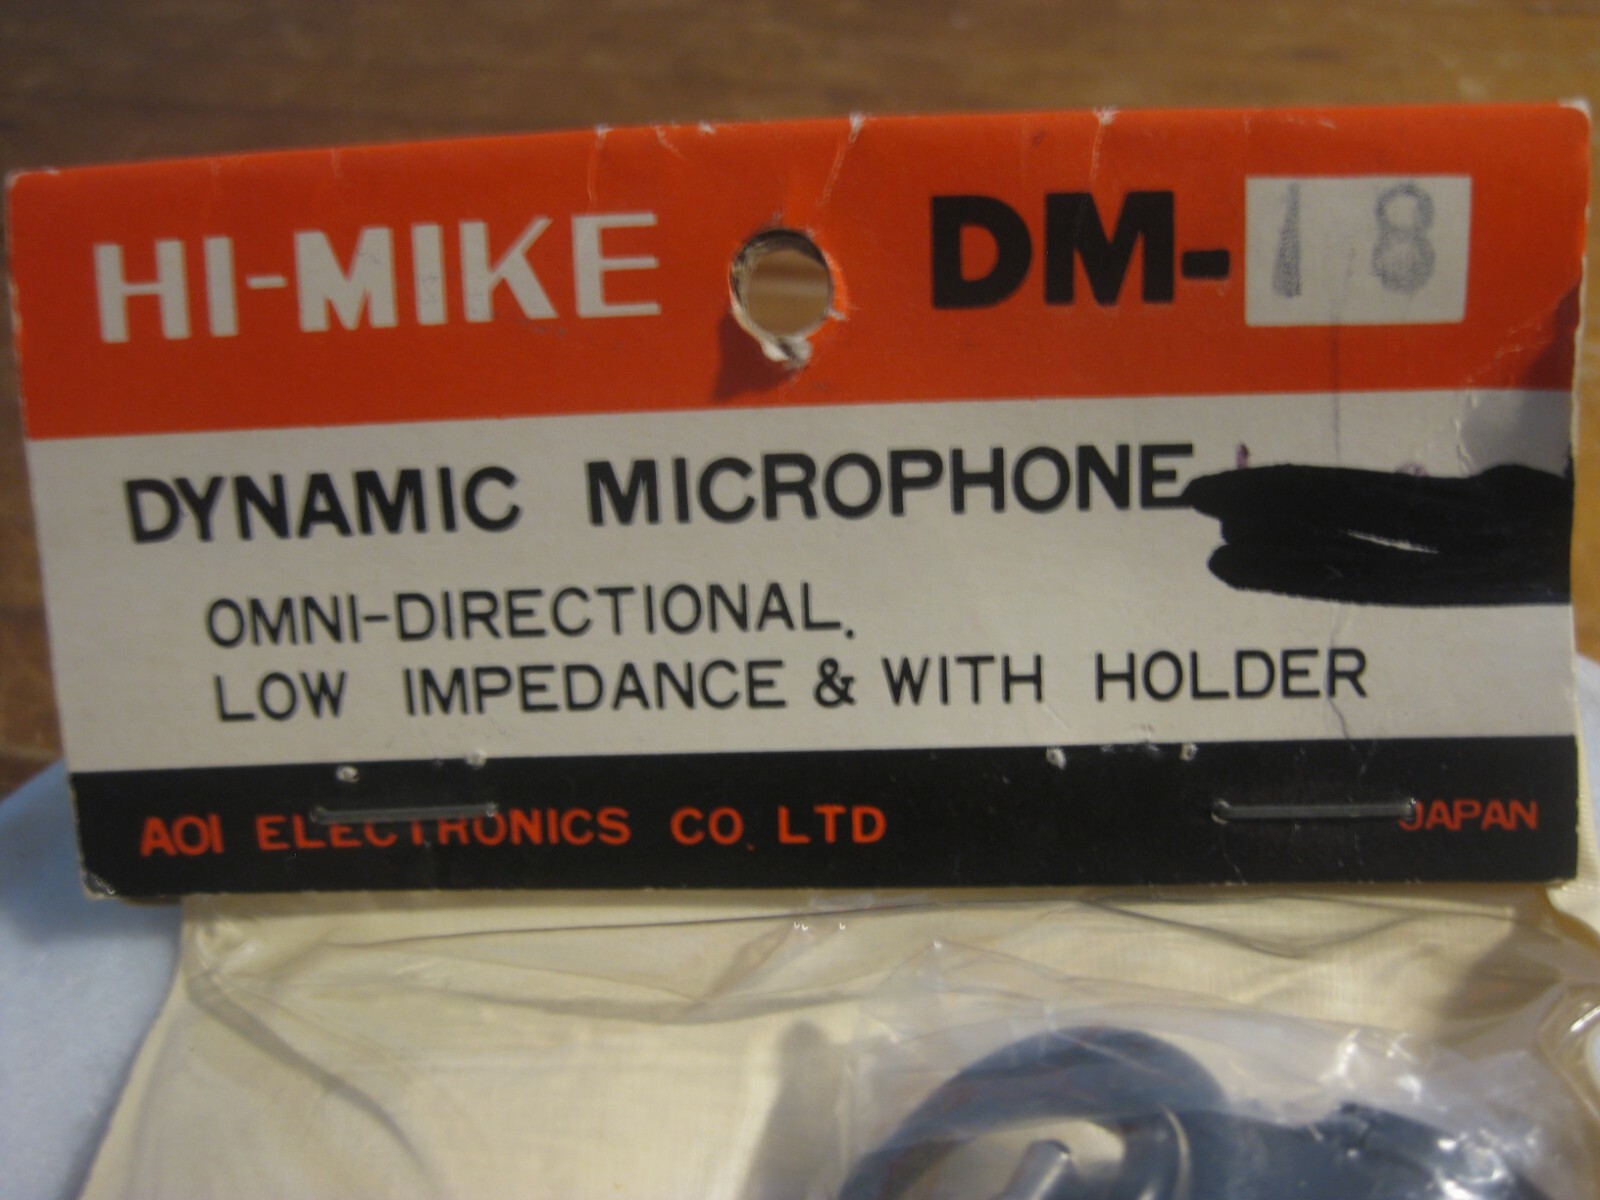 HI-MIKE DM-18
DYNAMIC MICROPHONE
OMNI-DIRECTIONAL.
LOW IMPEDANCE & WITH HOLDER
AOI ELECTRONICS CO. LTD JAPAN